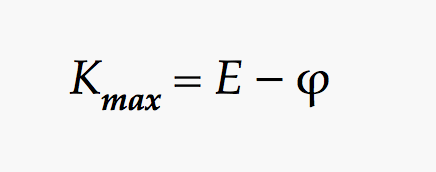 K_max = E − φ